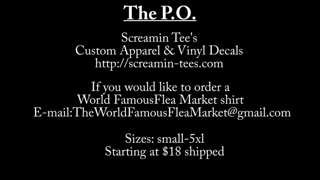 The P.O.
Screamin Tee's
Custom Apparel & Vinyl Decals
http://screamin-tees.com
If you would like to order a
World FamousFlea Market shirt
E-mail:TheWorldFamousFleaMarket@gmail.com
Sizes: small-5xl
Starting at $18 shipped